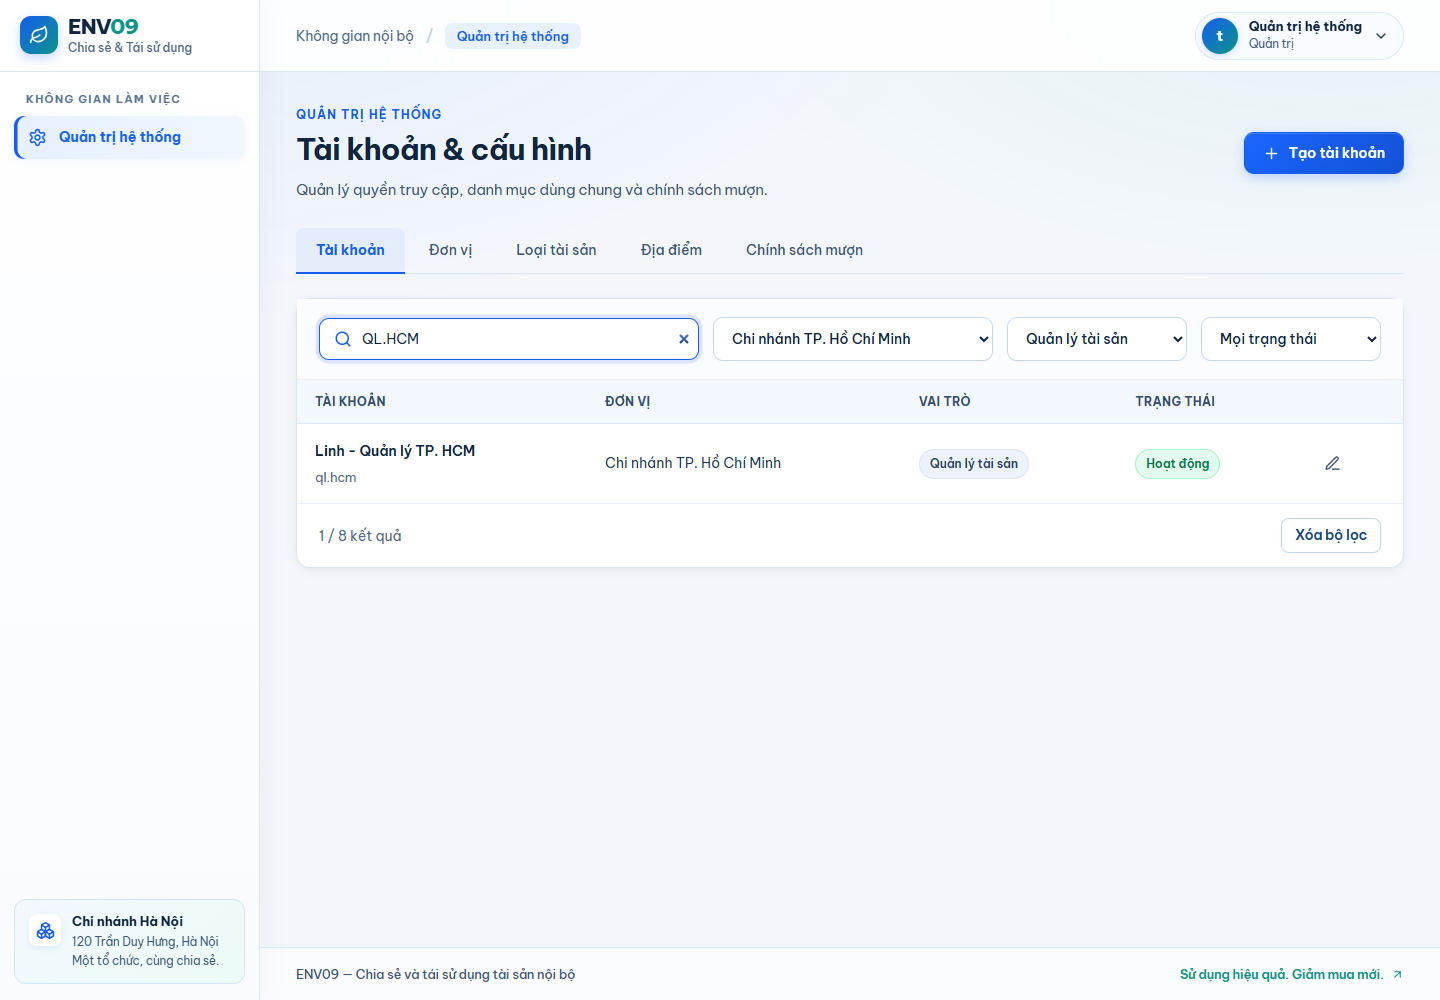 ENV09
Chia sẻ & Tái sử dụng
KHÔNG GIAN LÀM VIỆC
Quản trị hệ thống
Chi nhánh Hà Nội
120 Trần Duy Hưng, Hà Nội
Một tổ chức, cùng chia sẻ.
Không gian nội bộ / Quản trị hệ thống
t
Quản trị hệ thống
Quản trị
QUẢN TRỊ HỆ THỐNG
Tài khoản & cấu hình
Quản lý quyền truy cập, danh mục dùng chung và chính sách mượn.
Tạo tài khoản
Tài khoản Đơn vị Loại tài sản Địa điểm Chính sách mượn
QL.HCM Chi nhánh TP. Hồ Chí Minh Quản lý tài sản Mọi trạng thái
TÀI KHOẢN ĐƠN VỊ VAI TRÒ TRẠNG THÁI
Linh - Quản lý TP. HCM
ql.hcm
Chi nhánh TP. Hồ Chí Minh Quản lý tài sản Hoạt động
1 / 8 kết quả Xóa bộ lọc
ENV09 — Chia sẻ và tái sử dụng tài sản nội bộ Sử dụng hiệu quả. Giảm mua mới.